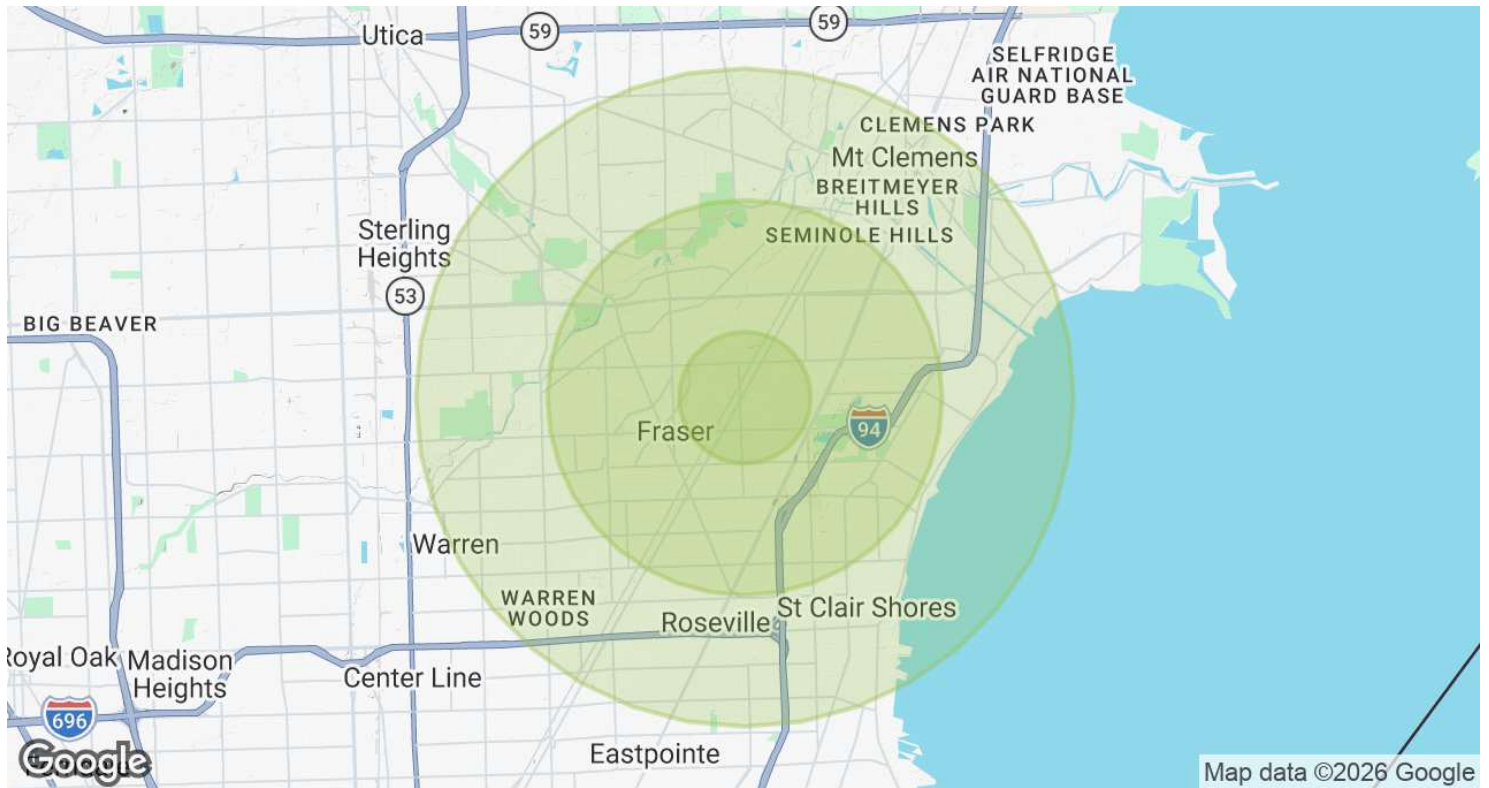 59
59
Utica
SELFRIDGE
AIR NATIONAL
GUARD BASE
CLEMENS PARK
Mt Clemens
BREITMEYER
HILLS
Sterling
Heights
SEMINOLE HILLS
53
BIG BEAVER
94
Fraser
Warren
WARREN
WOODS
St Clair Shores
Roseville
Royal Oak
Madison
Heights
Center Line
696
Eastpointe
Google
Map data ©2026 Google